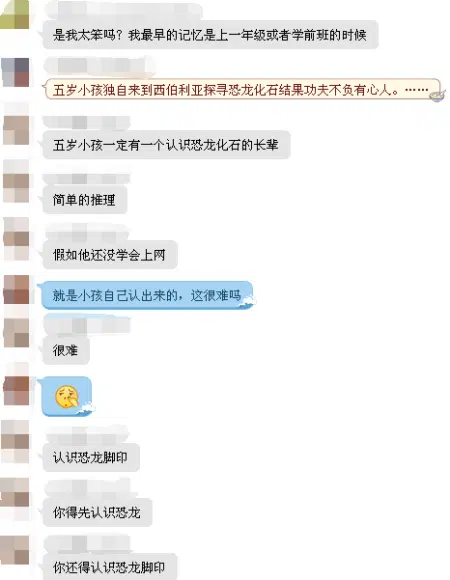 是我太笨吗？我最早的记忆是上一年级或者学前班的时候
五岁小孩独自来到西伯利亚探寻恐龙化石结果功夫不负有心人。……
五岁小孩一定有一个认识恐龙化石的长辈
简单的推理
假如他还没学会上网
就是小孩自己认出来的，这很难吗
很难
认识恐龙脚印
你得先认识恐龙
你还得认识恐龙脚印